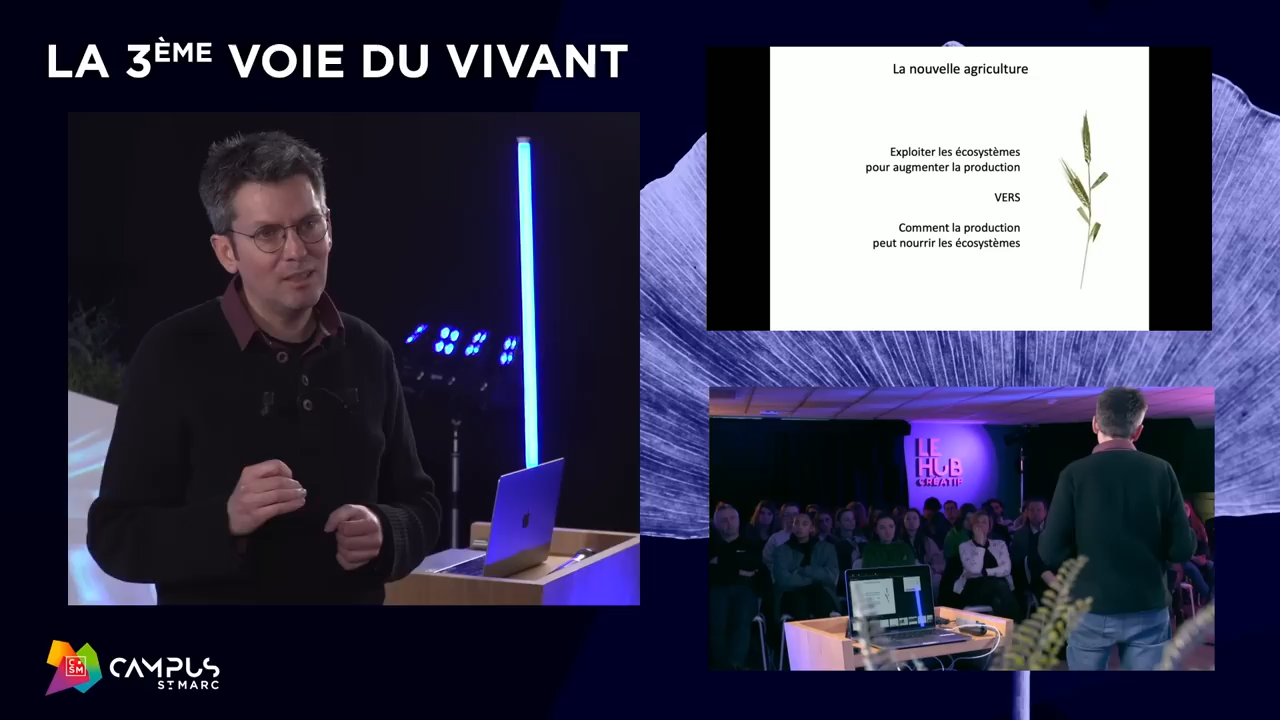 LA 3ÈME VOIE DU VIVANT
La nouvelle agriculture
Exploiter les écosystèmes
pour augmenter la production
VERS
Comment la production
peut nourrir les écosystèmes
LE
HUB
CRÉATIF
C
SM
CAMPUS
ST MARC